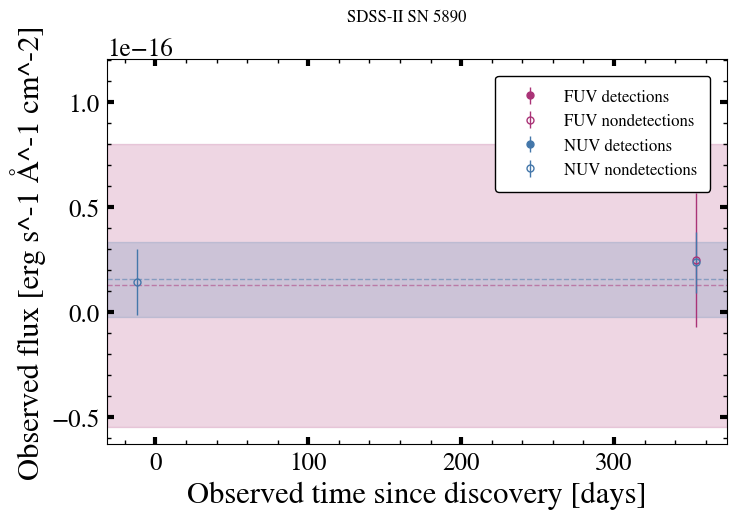 SDSS-II SN 5890
1e−16
1.0
0.5
0.0
−0.5
0
100
200
300
Observed flux [erg s^-1 Å^-1 cm^-2]
Observed time since discovery [days]
FUV detections
FUV nondetections
NUV detections
NUV nondetections